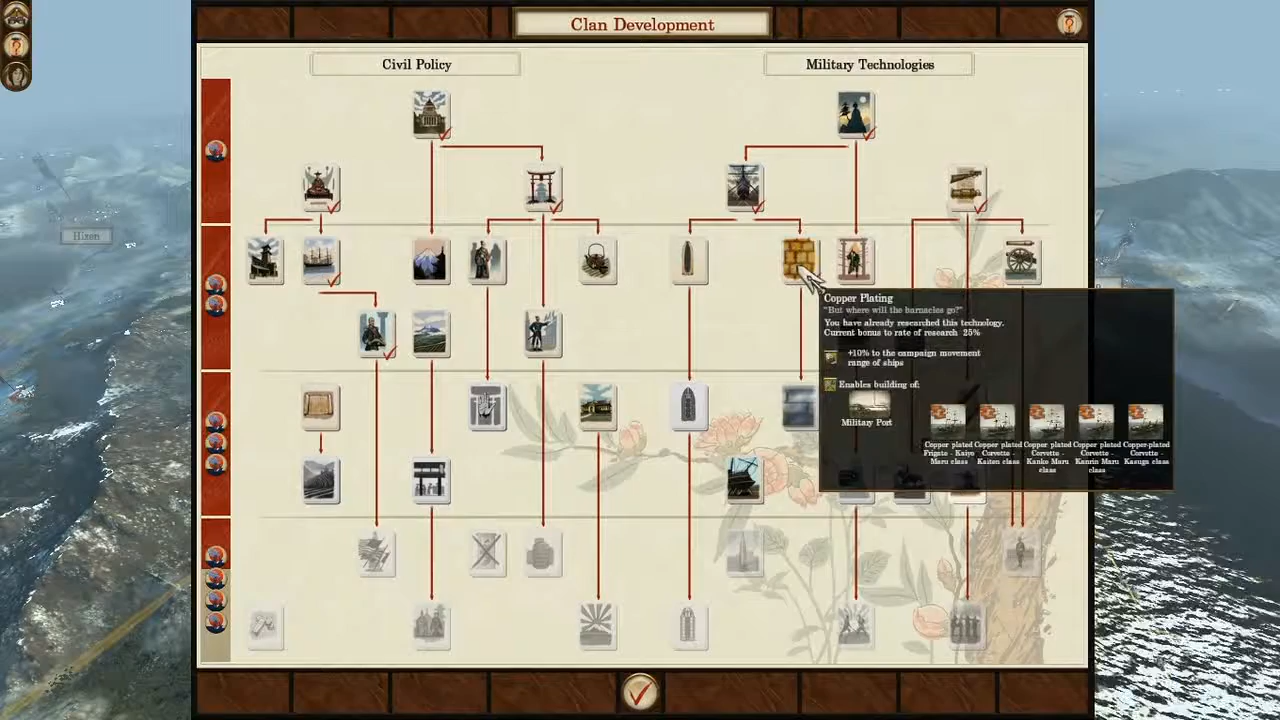 Clan Development
Civil Policy
Military Technologies
Hizen
Copper Plating
"But where will the barnacles go?"
You have already researched this technology.
Current bonus to rate of research 25%
+10% to the campaign movement
range of ships
Enables building of:
Military Port
Copper plated Frigate - Kaiyo Maru class
Copper plated Corvette - Kaiten class
Copper plated Corvette - Kanko Maru class
Copper plated Corvette - Kanrin Maru class
Copper-plated Corvette - Kasuga class